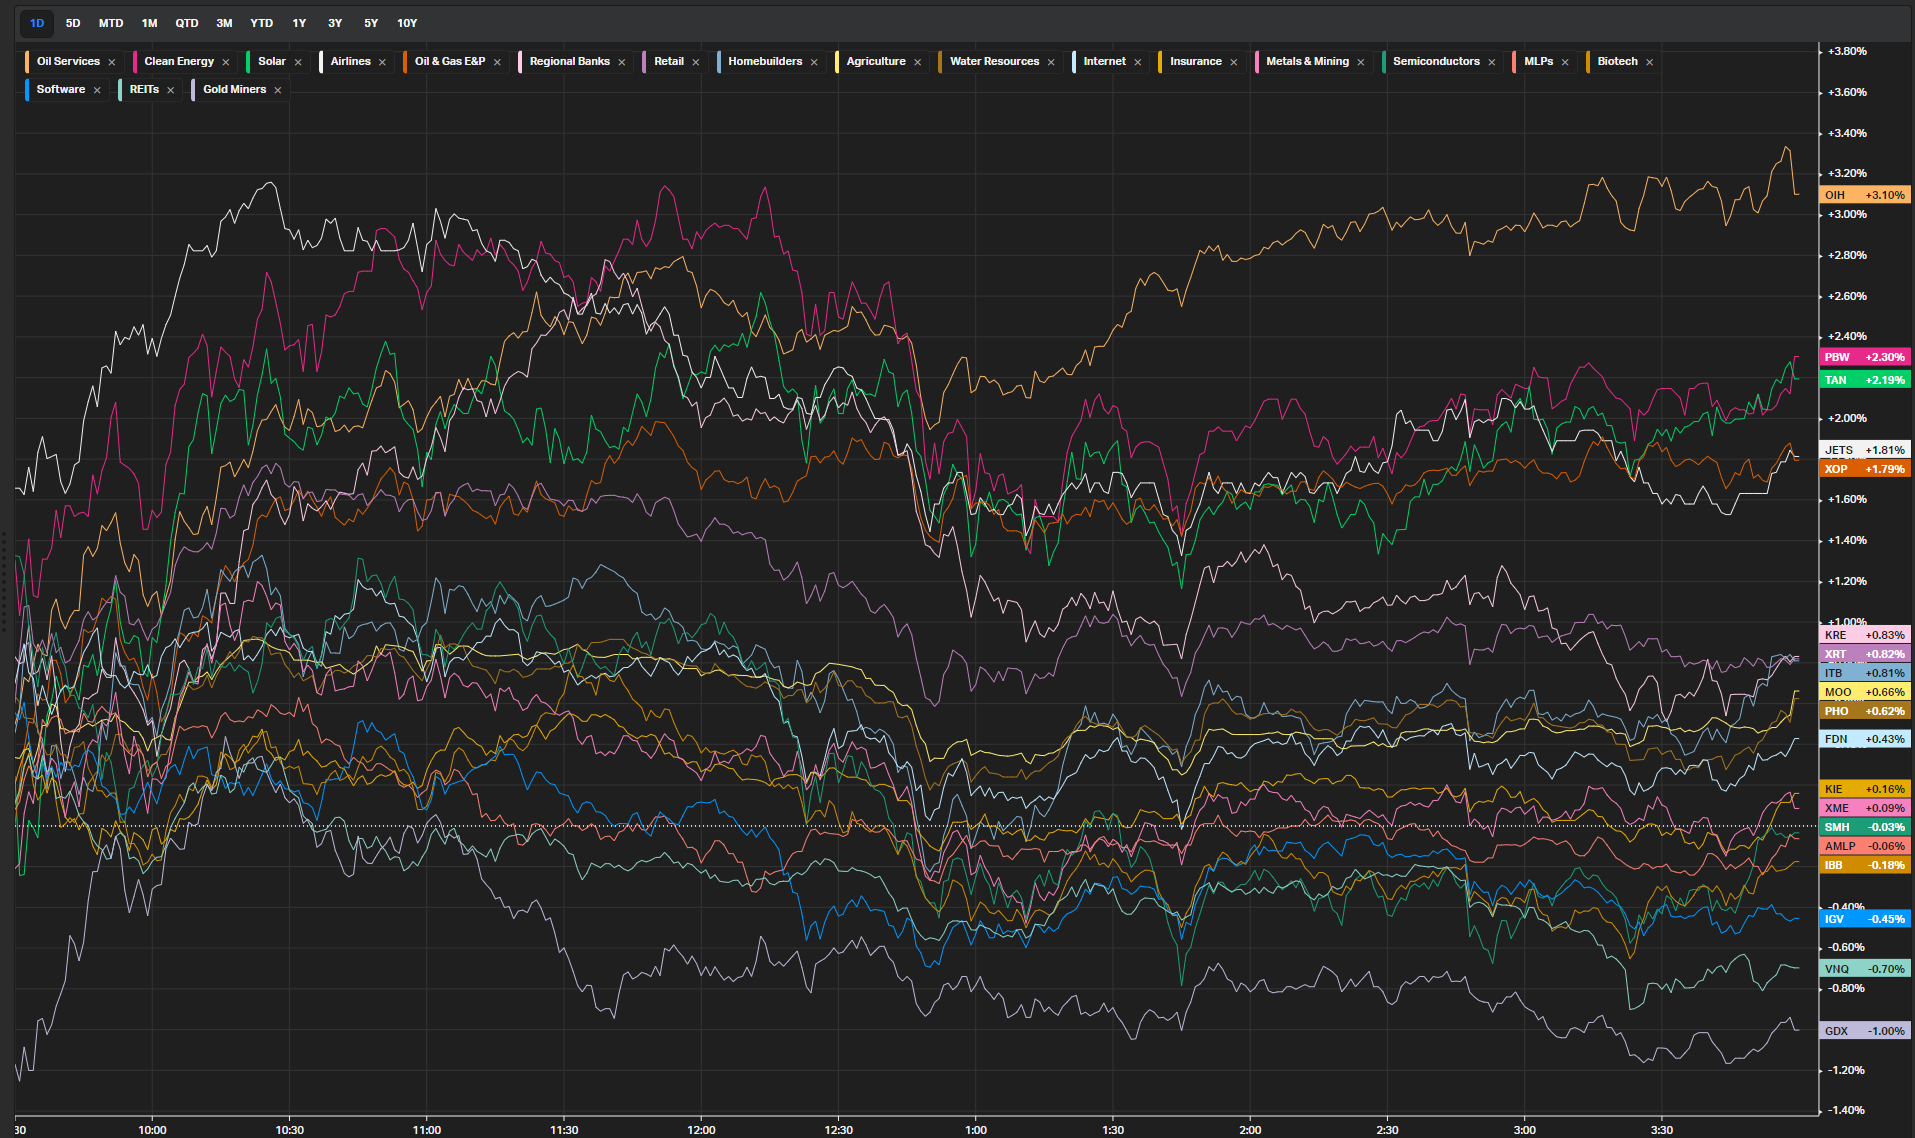 1D 5D MTD 1M QTD 3M YTD 1Y 3Y 5Y 10Y
Oil Services × Clean Energy × Solar × Airlines × Oil & Gas E&P × Regional Banks × Retail × Homebuilders × Agriculture × Water Resources × Internet × Insurance × Metals & Mining × Semiconductors × MLPs × Biotech ×
Software × REITs × Gold Miners ×
+3.80%
+3.60%
+3.40%
+3.20%
OIH +3.10%
+3.00%
+2.80%
+2.60%
+2.40%
PBW +2.30%
TAN +2.19%
+2.00%
JETS +1.81%
XOP +1.79%
+1.60%
+1.40%
+1.20%
+1.00%
KRE +0.83%
XRT +0.82%
ITB +0.81%
MOO +0.66%
PHO +0.62%
FDN +0.43%
KIE +0.16%
XME +0.09%
SMH -0.03%
AMLP -0.06%
IBB -0.18%
-0.40%
IGV -0.45%
-0.60%
VNQ -0.70%
-0.80%
GDX -1.00%
-1.20%
-1.40%
30 10:00 10:30 11:00 11:30 12:00 12:30 1:00 1:30 2:00 2:30 3:00 3:30